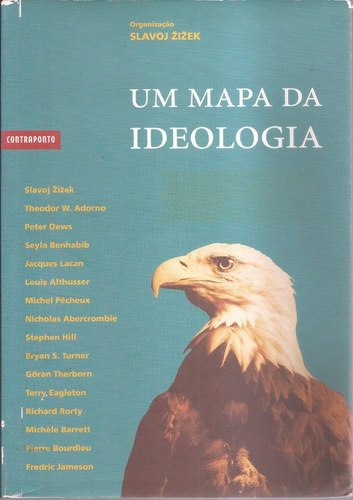 Organização
SLAVOJ ŽIŽEK
UM MAPA DA
IDEOLOGIA
CONTRAPONTO
Slavoj Žižek
Theodor W. Adorno
Peter Dews
Seyla Benhabib
Jacques Lacan
Louis Althusser
Michel Pêcheux
Nicholas Abercrombie
Stephen Hill
Bryan S. Turner
Göran Therborn
Terry Eagleton
Richard Rorty
Michèle Barrett
Pierre Bourdieu
Fredric Jameson